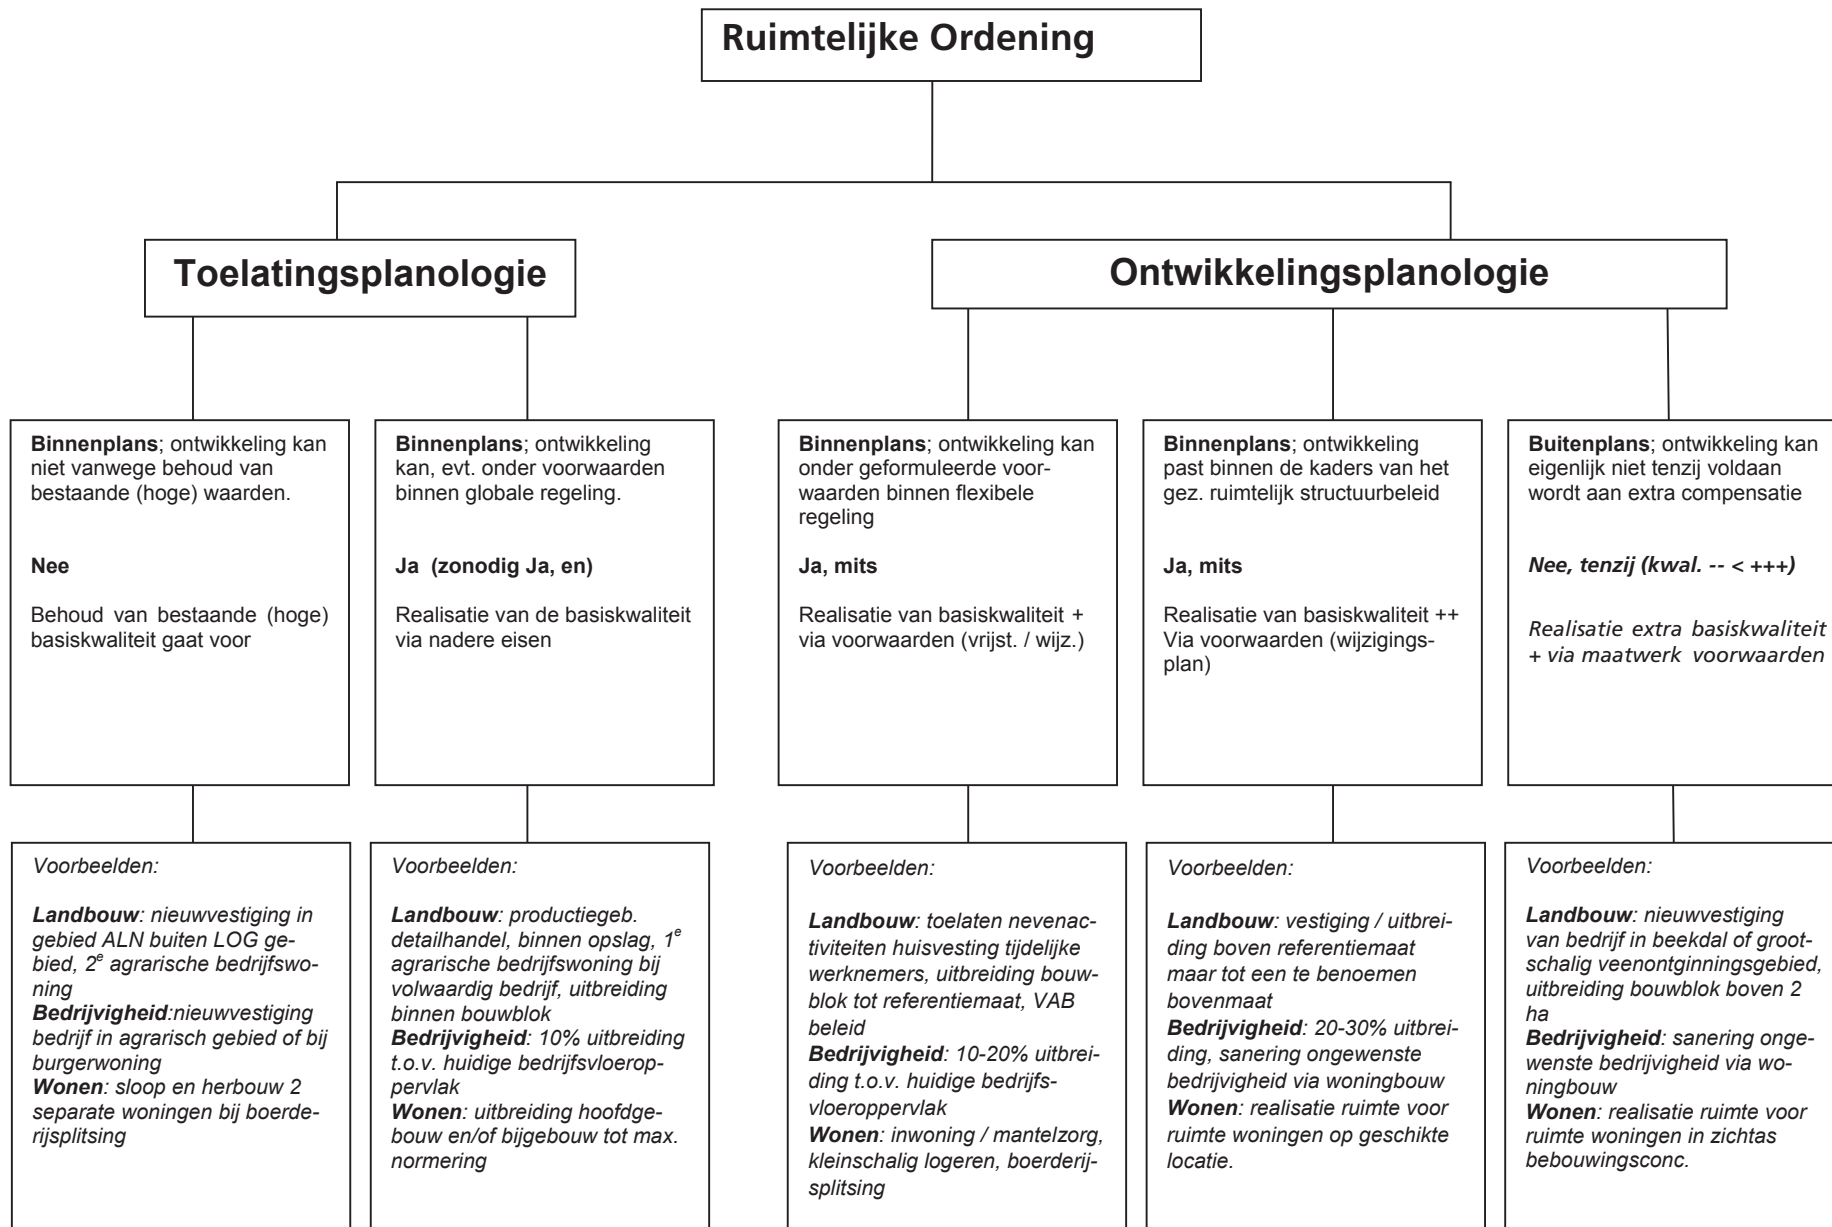 Ruimtelijke Ordening
Toelatingsplanologie
Ontwikkelingsplanologie
Binnenplans; ontwikkeling kan
niet vanwege behoud van
bestaande (hoge) waarden.
Nee
Behoud van bestaande (hoge)
basiskwaliteit gaat voor
Binnenplans; ontwikkeling
kan, evt. onder voorwaarden
binnen globale regeling.
Ja (zonodig Ja, en)
Realisatie van de basiskwaliteit
via nadere eisen
Binnenplans; ontwikkeling kan
onder geformuleerde voor-
waarden binnen flexibele
regeling
Ja, mits
Realisatie van basiskwaliteit +
via voorwaarden (vrijst. / wijz.)
Binnenplans; ontwikkeling
past binnen de kaders van het
gez. ruimtelijk structuurbeleid
Ja, mits
Realisatie van basiskwaliteit ++
Via voorwaarden (wijzigings-
plan)
Buitenplans; ontwikkeling kan
eigenlijk niet tenzij voldaan
wordt aan extra compensatie
Nee, tenzij (kwal. -- < +++)
Realisatie extra basiskwaliteit
+ via maatwerk voorwaarden
Voorbeelden:
Landbouw: nieuwvestiging in
gebied ALN buiten LOG ge-
bied, 2e agrarische bedrijfswo-
ning
Bedrijvigheid:nieuwvestiging
bedrijf in agrarisch gebied of bij
burgerwoning
Wonen: sloop en herbouw 2
separate woningen bij boerde-
rijsplitsing
Voorbeelden:
Landbouw: productiegeb.
detailhandel, binnen opslag, 1e
agrarische bedrijfswoning bij
volwaardig bedrijf, uitbreiding
binnen bouwblok
Bedrijvigheid: 10% uitbreiding
t.o.v. huidige bedrijfsvloerop-
pervlak
Wonen: uitbreiding hoofdge-
bouw en/of bijgebouw tot max.
normering
Voorbeelden:
Landbouw: toelaten nevenac-
tiviteiten huisvesting tijdelijke
werknemers, uitbreiding bouw-
blok tot referentiemaat, VAB
beleid
Bedrijvigheid: 10-20% uitbrei-
ding t.o.v. huidige bedrijfs-
vloeroppervlak
Wonen: inwoning / mantelzorg,
kleinschalig logeren, boerderij-
splitsing
Voorbeelden:
Landbouw: vestiging / uitbrei-
ding boven referentiemaat
maar tot een te benoemen
bovenmaat
Bedrijvigheid: 20-30% uitbrei-
ding, sanering ongewenste
bedrijvigheid via woningbouw
Wonen: realisatie ruimte voor
ruimte woningen op geschikte
locatie.
Voorbeelden:
Landbouw: nieuwvestiging
van bedrijf in beekdal of groot-
schalig veenontginningsgebied,
uitbreiding bouwblok boven 2
ha
Bedrijvigheid: sanering onge-
wenste bedrijvigheid via wo-
ningbouw
Wonen: realisatie ruimte voor
ruimte woningen in zichtas
bebouwingsconc.